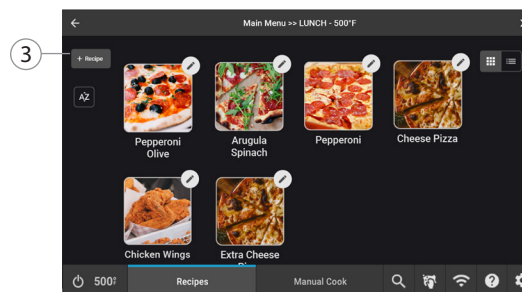 Main Menu >> LUNCH - 500°F
3
+ Recipe
AZ
Pepperoni
Olive
Arugula
Spinach
Pepperoni
Cheese Pizza
Chicken Wings
Extra Cheese
500°F
Recipes
Manual Cook
?